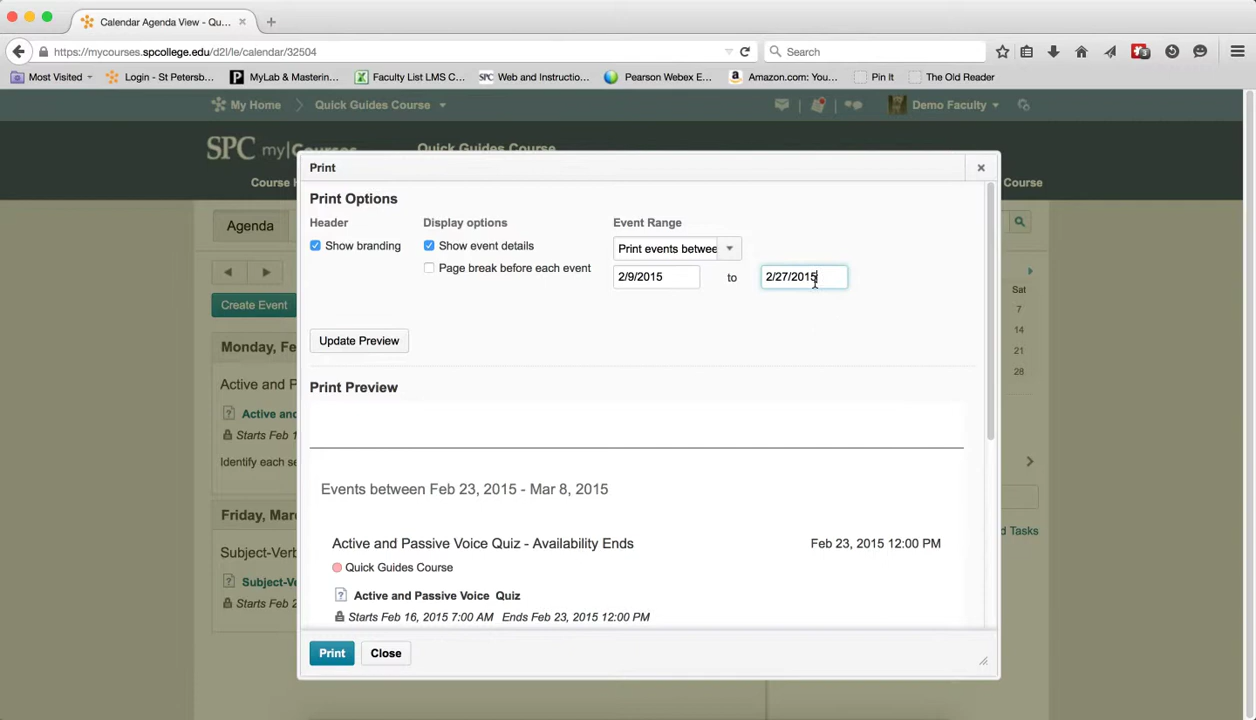 Calendar Agenda View - Qu...
https://mycourses.spcollege.edu/d2l/le/calendar/32504
Search
3
Most Visited
Login - St Petersb...
MyLab & Mastering...
Faculty List LMS C...
SPC Web and Instructio...
Pearson Webex E...
Amazon.com: You...
Pin It
The Old Reader
My Home
Quick Guides Course
Demo Faculty
SPC my Courses
Quick Guides Course
Course H
Course
Agenda
Create Event
Monday, Fe
Active and P
Active and
Starts Feb 1
Identify each se
Friday, Marc
Subject-Verb
Subject-Ve
Starts Feb 2
Print
Print Options
Header
Display options
Event Range
Show branding
Show event details
Print events betwee
Page break before each event
2/9/2015
to
2/27/2015
Update Preview
Print Preview
Events between Feb 23, 2015 - Mar 8, 2015
Active and Passive Voice Quiz - Availability Ends
Feb 23, 2015 12:00 PM
Quick Guides Course
Active and Passive Voice Quiz
Starts Feb 16, 2015 7:00 AM Ends Feb 23, 2015 12:00 PM
Print
Close
Sat
7
14
21
28
d Tasks